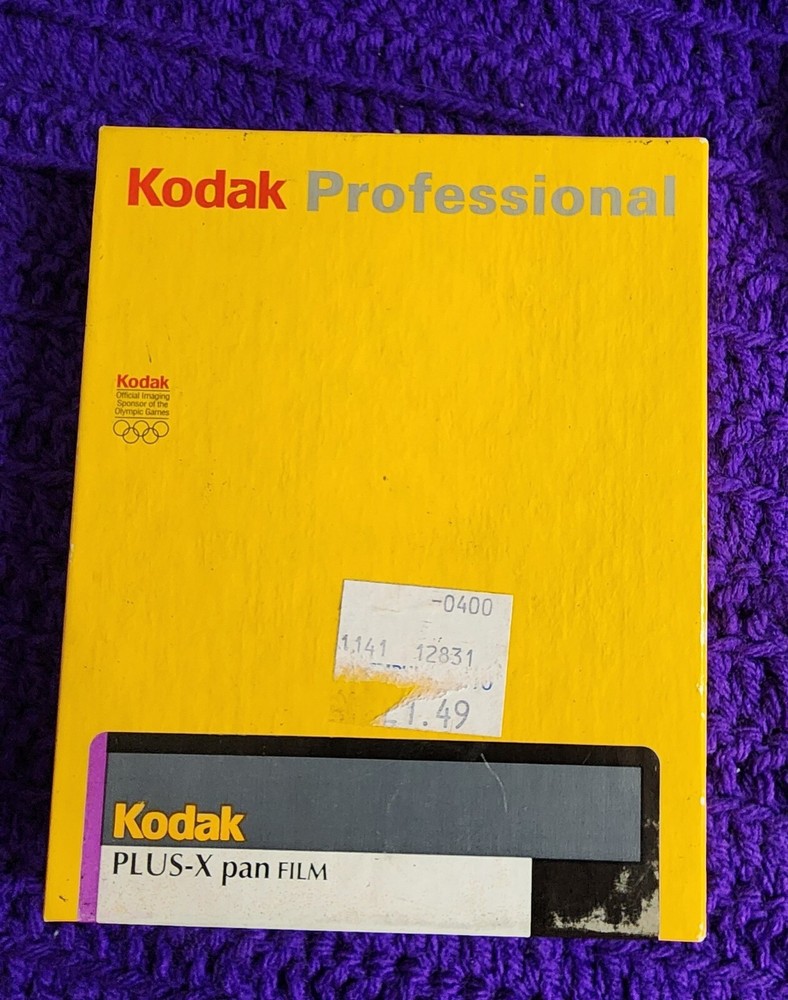 Kodak Professional
Kodak
Official Imaging
Sponsor of the
Olympic Games
-0400
1141 12831
1.49
Kodak
PLUS-X pan FILM